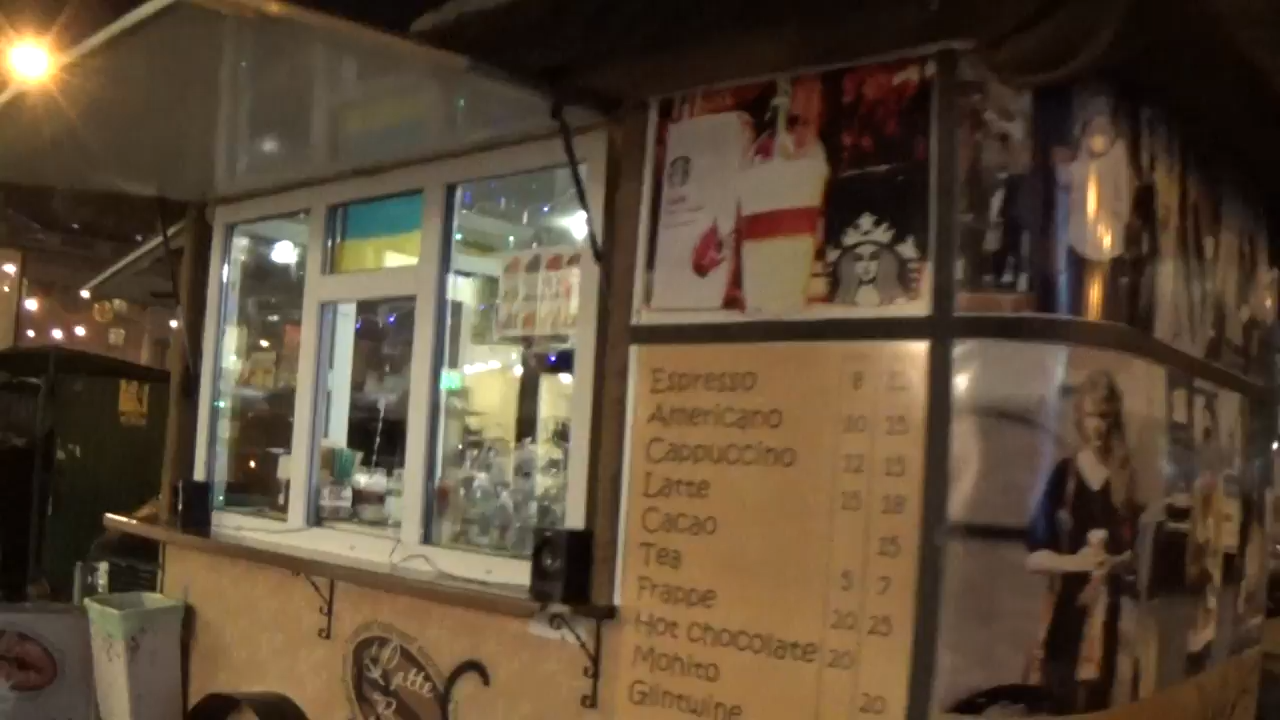 Espresso 8
Americano 10 15
Cappuccino 12 15
Latte 15 18
Cacao 15
Tea 5 7
Frappe 20 25
Hot chocolate 20
Mohito 20
Glintwine
Latte